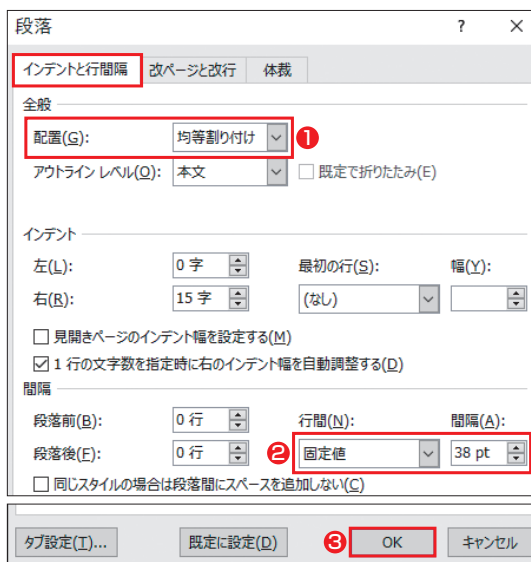 段落 ? ×
インデントと行間隔 改ページと改行 体裁
全般
配置(G): 均等割り付け ❶
アウトライン レベル(O): 本文 既定で折りたたみ(E)
インデント
左(L): 0 字 最初の行(S): 幅(Y):
右(R): 15 字 (なし)
見開きページのインデント幅を設定する(M)
1 行の文字数を指定時に右のインデント幅を自動調整する(D)
間隔
段落前(B): 0 行 行間(N): 間隔(A):
段落後(F): 0 行 ❷ 固定値 38 pt
同じスタイルの場合は段落間にスペースを追加しない(C)
タブ設定(T)... 既定に設定(D) ❸ OK キャンセル